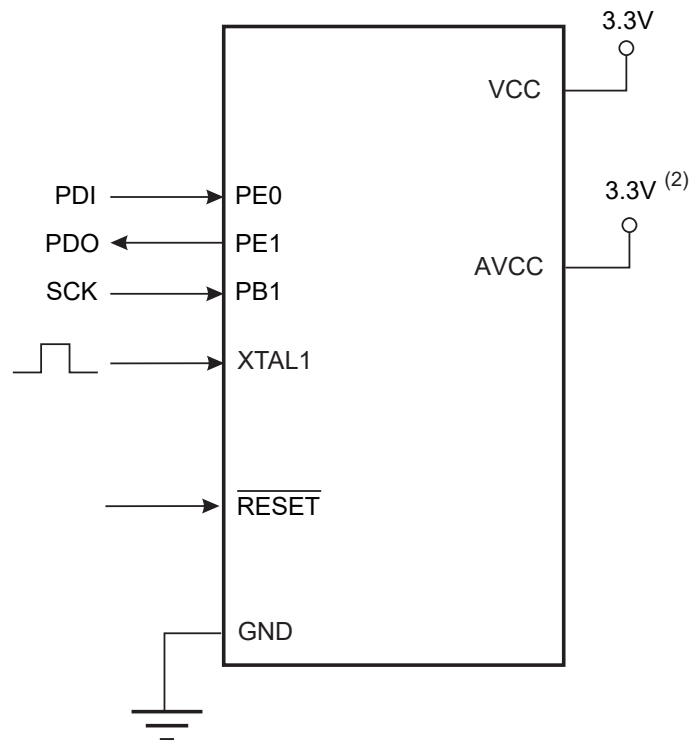 3.3V
VCC
3.3V (2)
AVCC
PDI PE0
PDO PE1
SCK PB1
XTAL1
RESET
GND